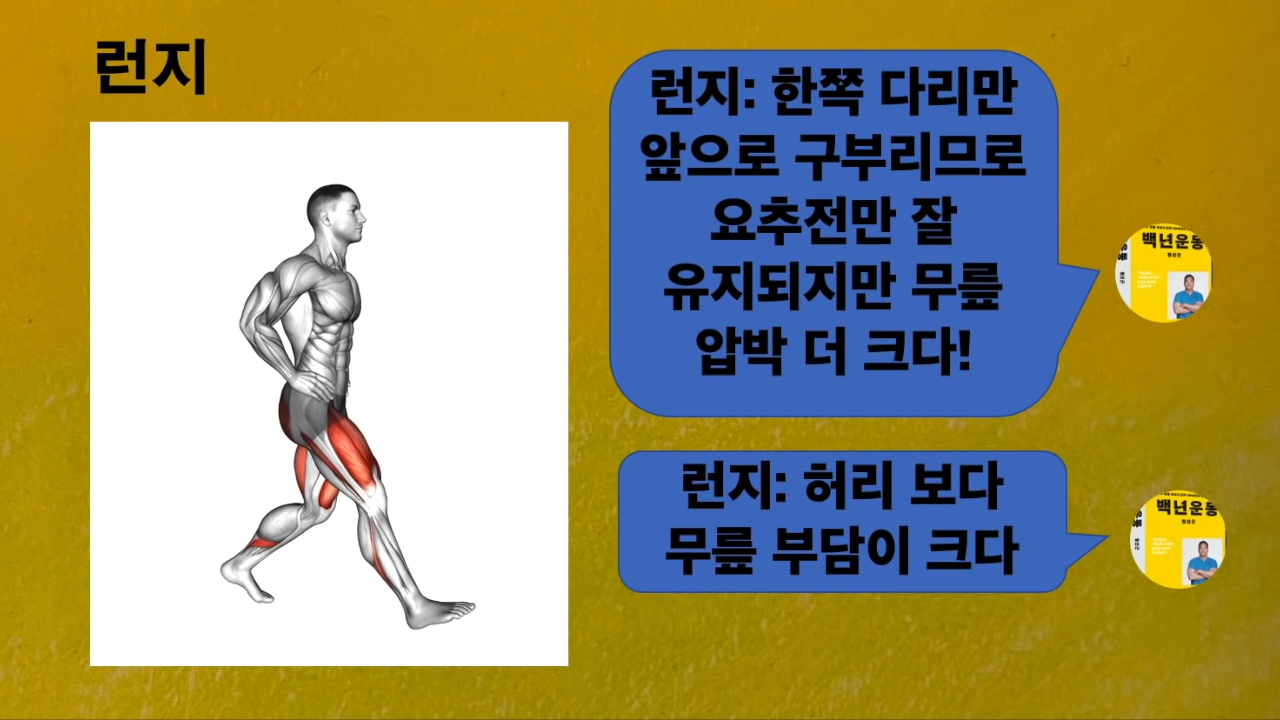 런지
런지: 한쪽 다리만
앞으로 구부리므로
요추전만 잘
유지되지만 무릎
압박 더 크다!
백년운동
런지: 허리 보다
무릎 부담이 크다
백년운동